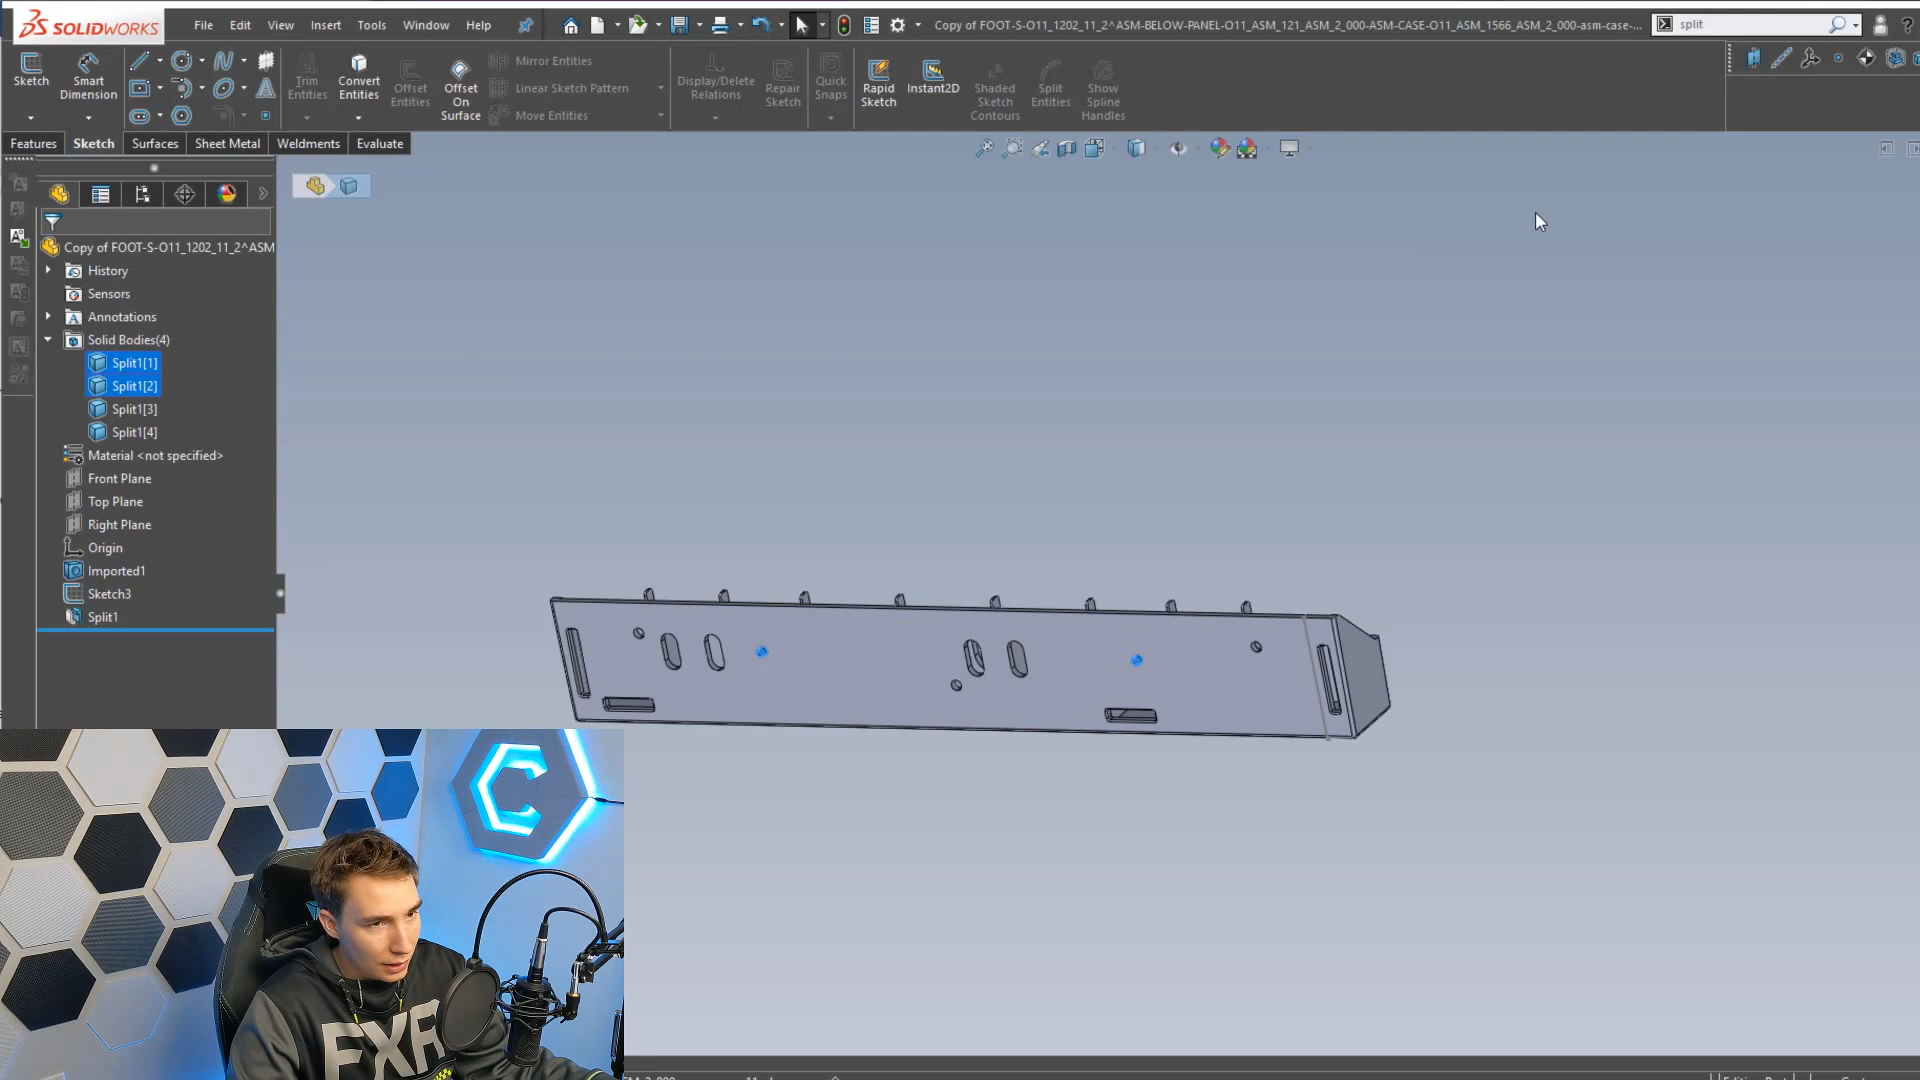 SOLIDWORKS
File Edit View Insert Tools Window Help
Copy of FOOT-S-O11_1202_11_2^ASM-BELOW-PANEL-O11_ASM_121_ASM_2_000-ASM-CASE-O11_ASM_1566_ASM_2_000-asm-case-...
split
?
Sketch
Smart Dimension
Trim Entities
Convert Entities
Offset Entities
Offset On Surface
Mirror Entities
Linear Sketch Pattern
Move Entities
Display/Delete Relations
Repair Sketch
Quick Snaps
Rapid Sketch
Instant2D
Shaded Sketch Contours
Split Entities
Show Spline Handles
Features Sketch Surfaces Sheet Metal Weldments Evaluate
Copy of FOOT-S-O11_1202_11_2^ASM
History
Sensors
Annotations
Solid Bodies(4)
Split1[1]
Split1[2]
Split1[3]
Split1[4]
Material <not specified>
Front Plane
Top Plane
Right Plane
Origin
Imported1
Sketch3
Split1
FXR